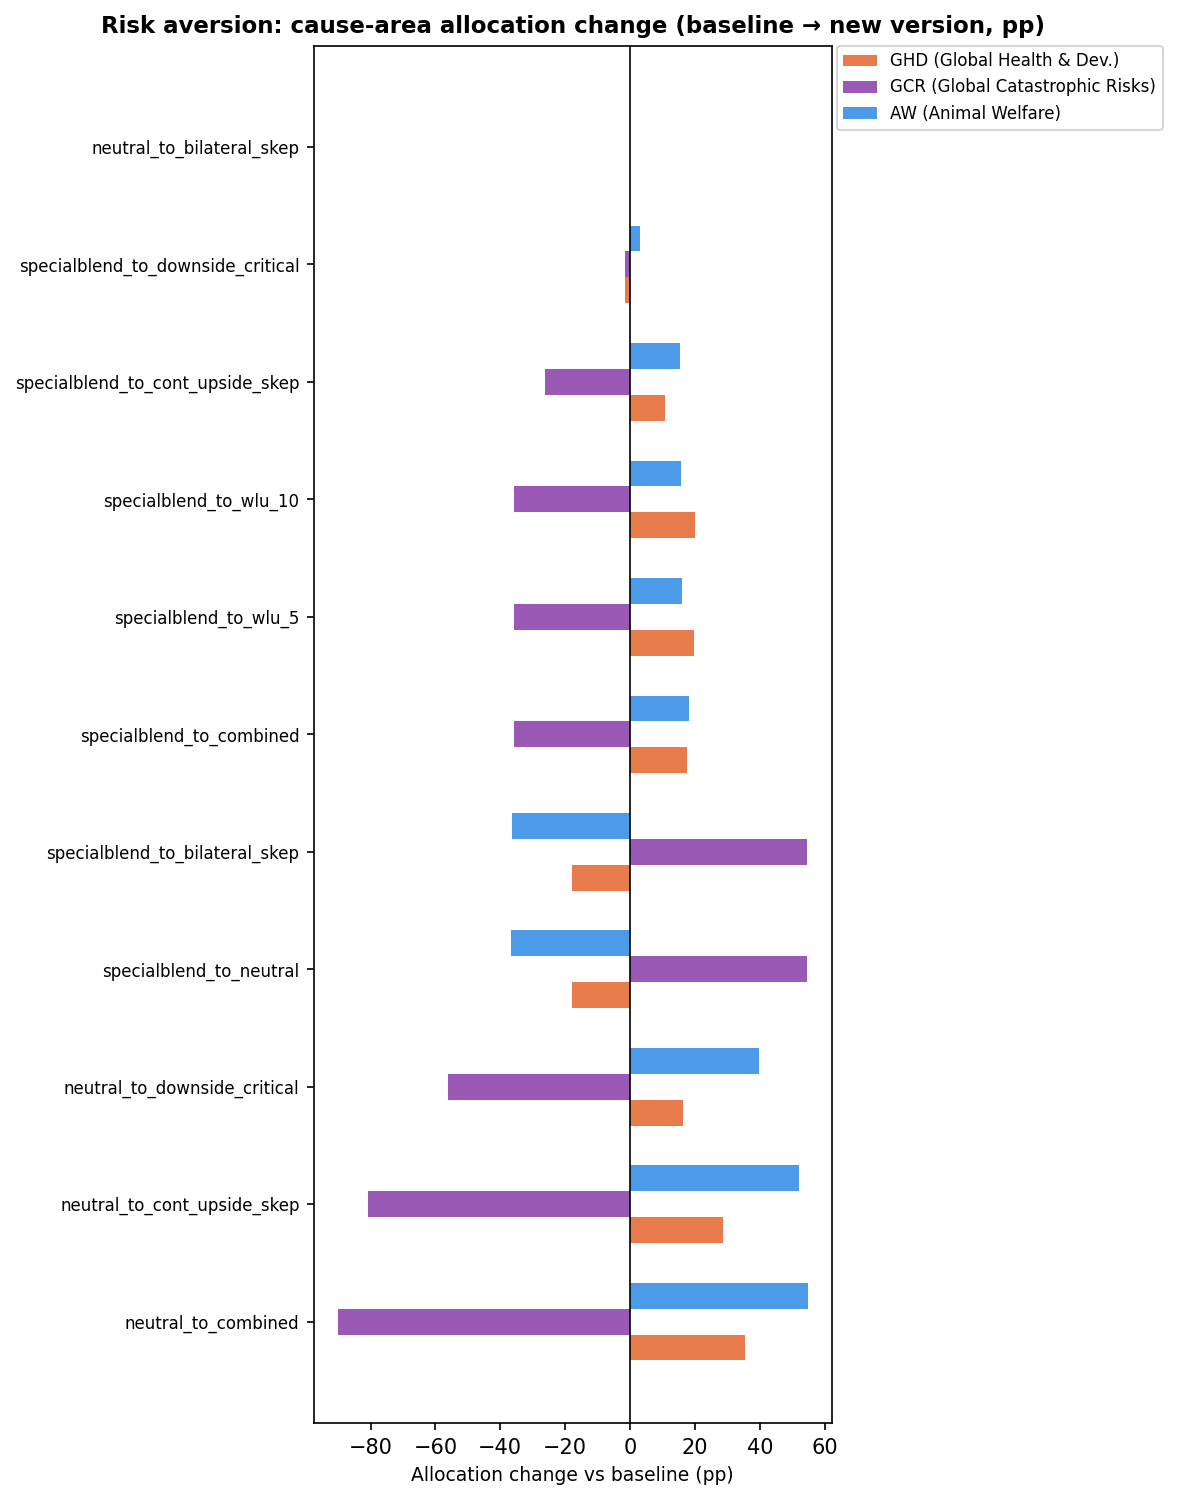 Risk aversion: cause-area allocation change (baseline → new version, pp)
GHD (Global Health & Dev.)
GCR (Global Catastrophic Risks)
AW (Animal Welfare)
neutral_to_bilateral_skep
specialblend_to_downside_critical
specialblend_to_cont_upside_skep
specialblend_to_wlu_10
specialblend_to_wlu_5
specialblend_to_combined
specialblend_to_bilateral_skep
specialblend_to_neutral
neutral_to_downside_critical
neutral_to_cont_upside_skep
neutral_to_combined
−80 −60 −40 −20 0 20 40 60
Allocation change vs baseline (pp)